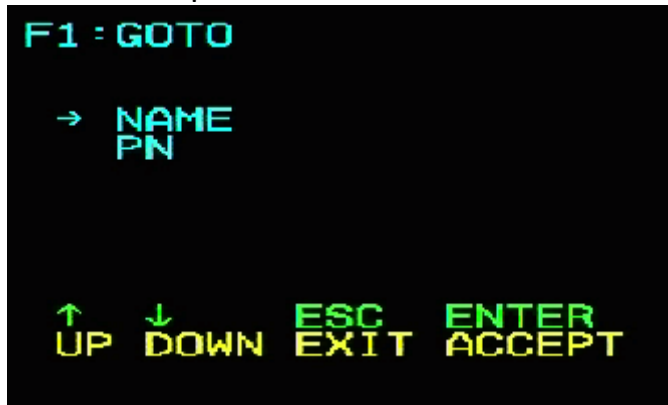 F1:GOTO
→ NAME
PN
↑ ↓ ESC ENTER
UP DOWN EXIT ACCEPT